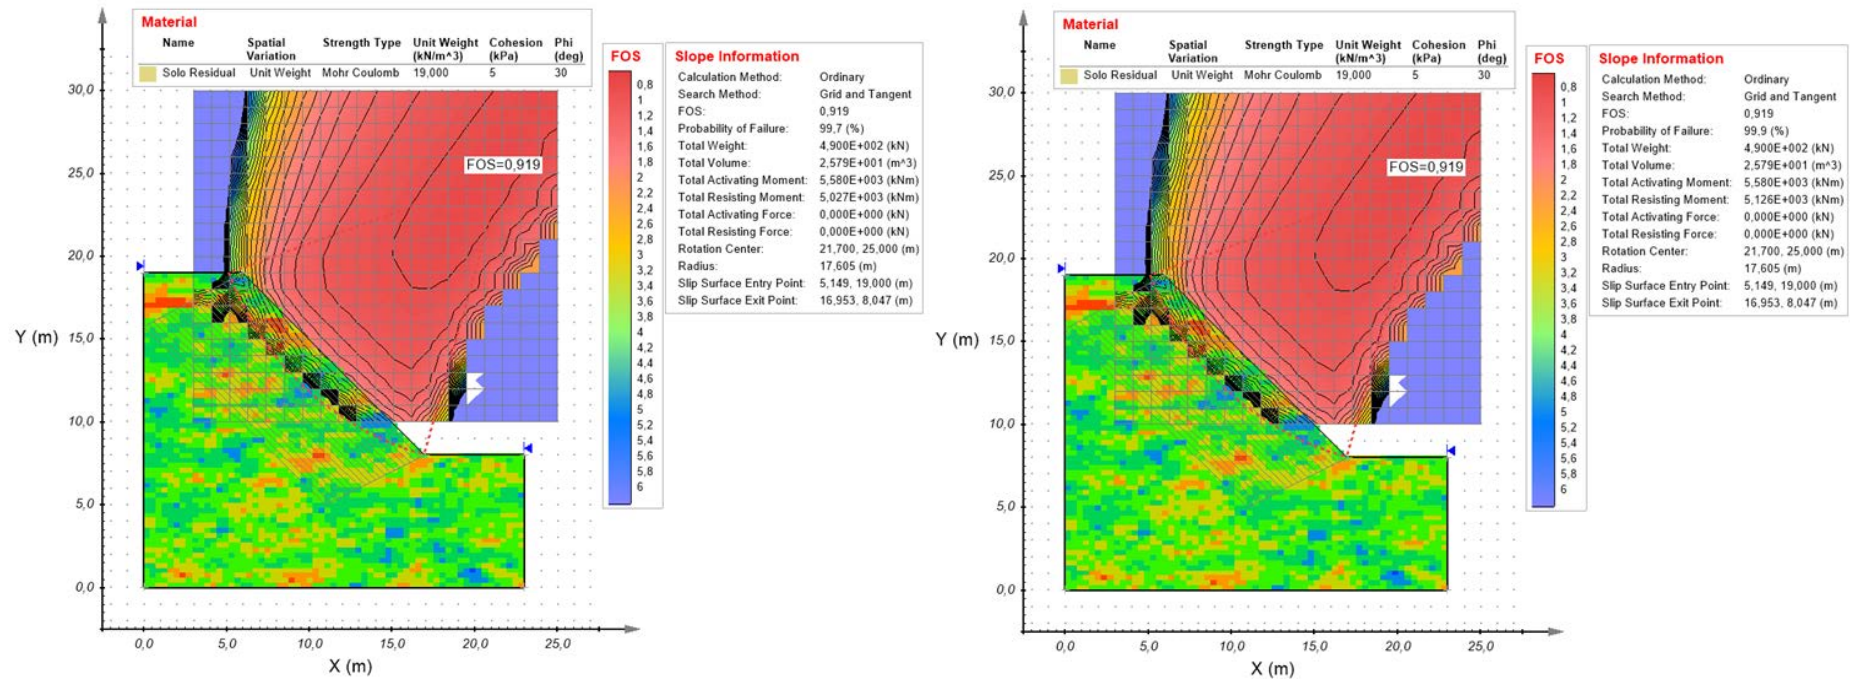 Material
Name Spatial Variation Strength Type Unit Weight (kN/m^3) Cohesion (kPa) Phi (deg)
Solo Residual Unit Weight Mohr Coulomb 19,000 5 30
FOS
0,8
1
1,2
1,4
1,6
1,8
2
2,2
2,4
2,6
2,8
3
3,2
3,4
3,6
3,8
4
4,2
4,4
4,6
4,8
5
5,2
5,4
5,6
5,8
6
Slope Information
Calculation Method: Ordinary
Search Method: Grid and Tangent
FOS: 0,919
Probability of Failure: 99,7 (%)
Total Weight: 4,900E+002 (kN)
Total Volume: 2,579E+001 (m^3)
Total Activating Moment: 5,580E+003 (kNm)
Total Resisting Moment: 5,027E+003 (kNm)
Total Activating Force: 0,000E+000 (kN)
Total Resisting Force: 0,000E+000 (kN)
Rotation Center: 21,700, 25,000 (m)
Radius: 17,605 (m)
Slip Surface Entry Point: 5,149, 19,000 (m)
Slip Surface Exit Point: 16,953, 8,047 (m)
FOS=0,919
30,0
25,0
20,0
Y (m) 15,0
10,0
5,0
0,0
0,0 5,0 10,0 15,0 20,0 25,0
X (m)
Material
Name Spatial Variation Strength Type Unit Weight (kN/m^3) Cohesion (kPa) Phi (deg)
Solo Residual Unit Weight Mohr Coulomb 19,000 5 30
FOS
0,8
1
1,2
1,4
1,6
1,8
2
2,2
2,4
2,6
2,8
3
3,2
3,4
3,6
3,8
4
4,2
4,4
4,6
4,8
5
5,2
5,4
5,6
5,8
6
Slope Information
Calculation Method: Ordinary
Search Method: Grid and Tangent
FOS: 0,919
Probability of Failure: 99,9 (%)
Total Weight: 4,900E+002 (kN)
Total Volume: 2,579E+001 (m^3)
Total Activating Moment: 5,580E+003 (kNm)
Total Resisting Moment: 5,126E+003 (kNm)
Total Activating Force: 0,000E+000 (kN)
Total Resisting Force: 0,000E+000 (kN)
Rotation Center: 21,700, 25,000 (m)
Radius: 17,605 (m)
Slip Surface Entry Point: 5,149, 19,000 (m)
Slip Surface Exit Point: 16,953, 8,047 (m)
FOS=0,919
30,0
25,0
20,0
Y (m) 15,0
10,0
5,0
0,0
0,0 5,0 10,0 15,0 20,0 25,0
X (m)